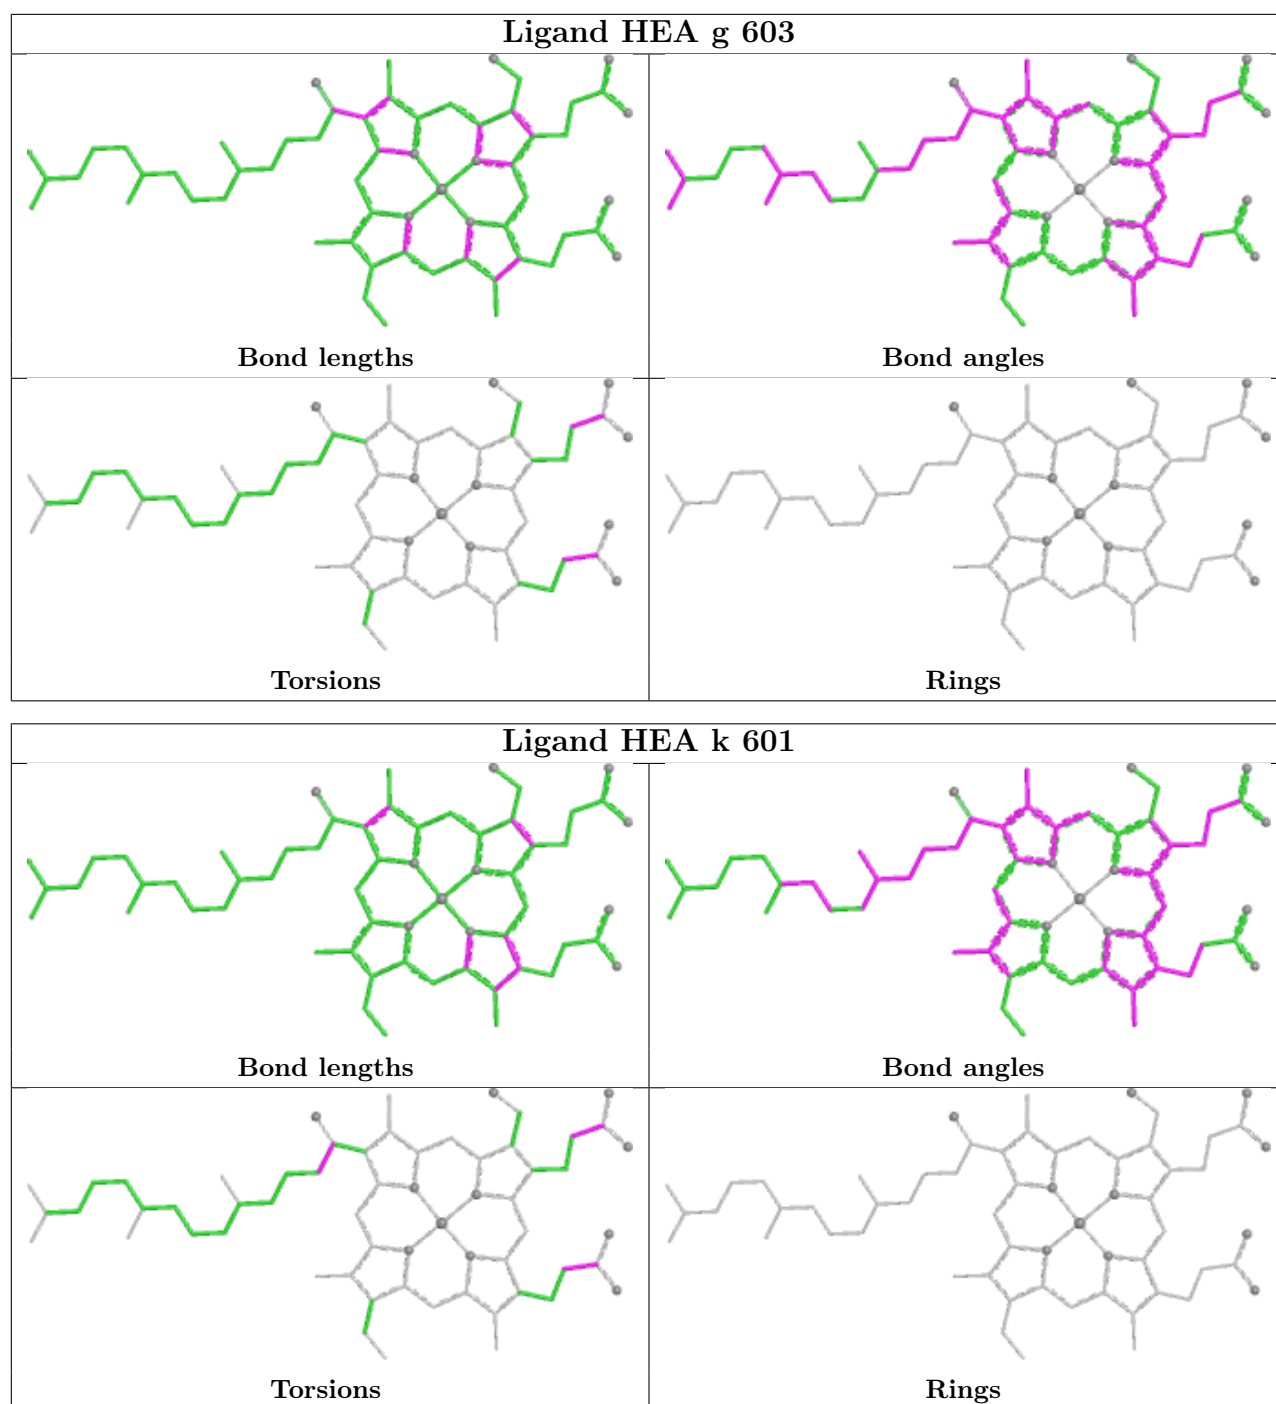 Ligand HEA g 603
Bond lengths
Bond angles
Torsions
Rings
Ligand HEA k 601
Bond lengths
Bond angles
Torsions
Rings